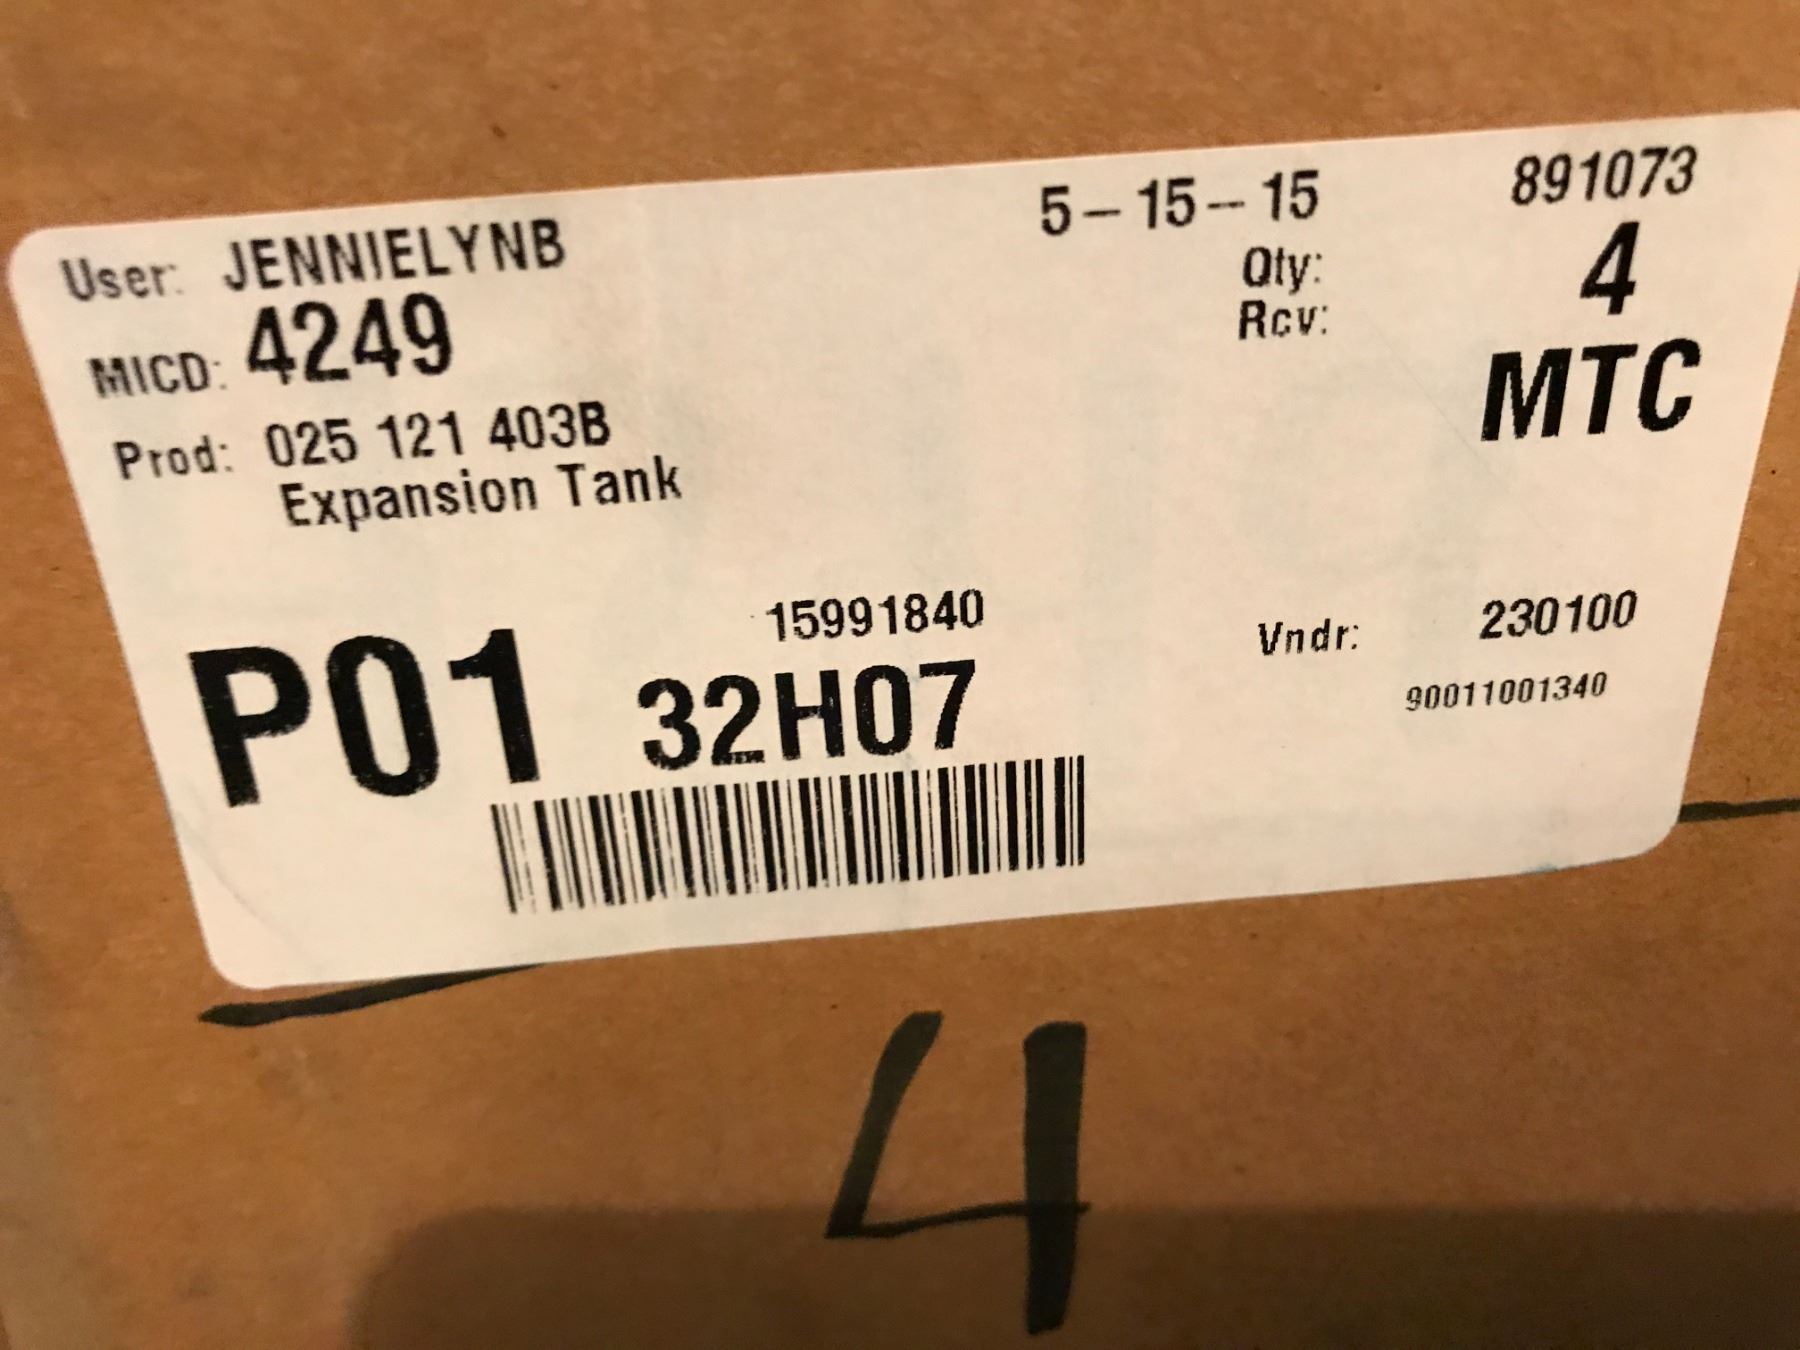 User: JENNIELYNB 5-15-15 891073
MICD: 4249 Qty: 4
Rcv: MTC
Prod: 025 121 403B
Expansion Tank
15991840 Vndr: 230100
P01 32H07 90011001340
4